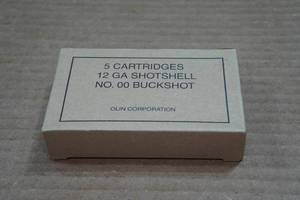 5 CARTRIDGES
12 GA SHOTSHELL
NO. 00 BUCKSHOT
OLIN CORPORATION